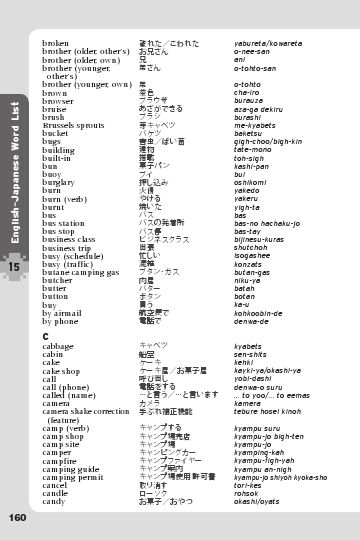 broken 破れた／こわれた yabureta/kowareta
brother (older, other's) お兄さん o-nee-san
brother (older, own) 兄 ani
brother (younger, 弟さん o-tohto-san
other's)
brother (younger, own) 弟 o-tohto
brown 茶色 cha-iro
browser ブラウザ burauza
bruise あざができる aza-ga dekiru
brush ブラシ burashi
Brussels sprouts 芽キャベツ me-kyabets
bucket バケツ baketsu
bugs 害虫／ばい菌 gigh-choo/bigh-kin
building 建物 tate-mono
built-in 搭載 toh-sigh
bun 菓子パン kashi-pan
buoy ブイ bui
burglary 押し込み oshikomi
burn 火傷 yakedo
burn (verb) やける yakeru
burnt 焼いた yigh-ta
bus バス bas
bus station バスの発着所 bas-no hachaku-jo
bus stop バス停 bas-tay
business class ビジネスクラス bijinesu-kuras
business trip 出張 shutchoh
busy (schedule) 忙しい isogashee
busy (traffic) 混雑 konzats
butane camping gas ブタン・ガス butan-gas
butcher 肉屋 niku-ya
butter バター batah
button ボタン botan
buy 買う ka-u
by airmail 航空便で kohkoobin-de
by phone 電話で denwa-de
C
cabbage キャベツ kyabets
cabin 船室 sen-shits
cake ケーキ kehki
cake shop ケーキ屋／お菓子屋 kayki-ya/okashi-ya
call 呼び出し yobi-dashi
call (phone) 電話をする denwa-o suru
called (name) …と言う／…と言います ... to yoo/... to eemas
camera カメラ kamera
camera shake correction 手ぶれ補正機能 tebure hosei kinoh
(feature)
camp (verb) キャンプする kyampu suru
camp shop キャンプ場売店 kyampu-jo bigh-ten
camp site キャンプ場 kyampu-jo
camper キャンピングカー kyamping-kah
campfire キャンプファイヤー kyampu-figh-yah
camping guide キャンプ案内 kyampu an-nigh
camping permit キャンプ場使用許可書 kyampu-jo shiyoh kyoka-sho
cancel 取り消す tori-kes
candle ローソク rohsok
candy お菓子／おやつ okashi/oyats
English–Japanese Word List
15
160